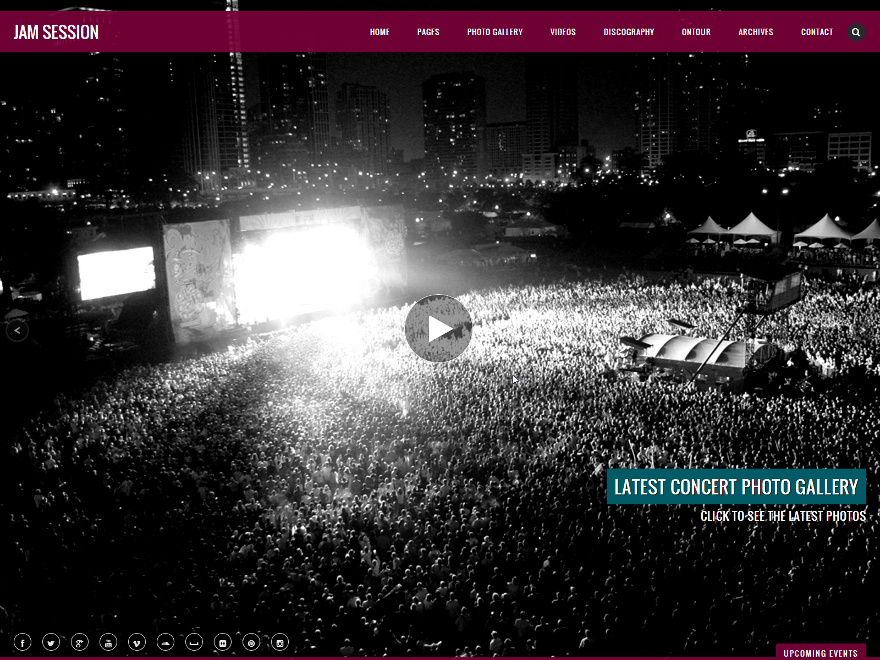 JAM SESSION
HOME PAGES PHOTO GALLERY VIDEOS DISCOGRAPHY ONTOUR ARCHIVES CONTACT
LATEST CONCERT PHOTO GALLERY
CLICK TO SEE THE LATEST PHOTOS
UPCOMING EVENTS